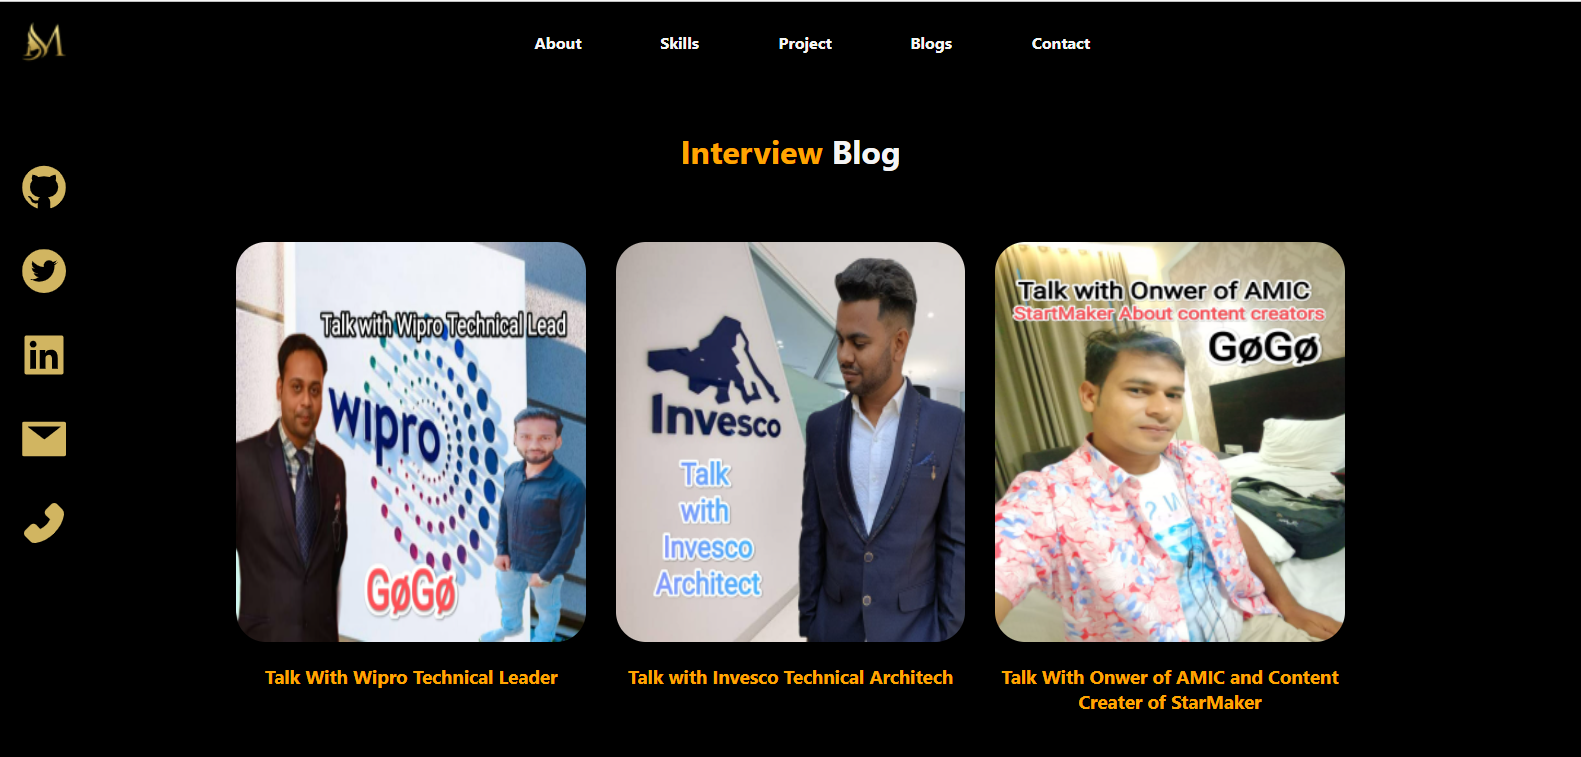 M
About Skills Project Blogs Contact
Interview Blog
in
Talk with Wipro Technical Lead
wipro
GøGø
Invesco
Talk
with
Invesco
Architect
Talk with Onwer of AMIC
StartMaker About content creators
GøGø
Talk With Wipro Technical Leader
Talk with Invesco Technical Architech
Talk With Onwer of AMIC and Content
Creater of StarMaker